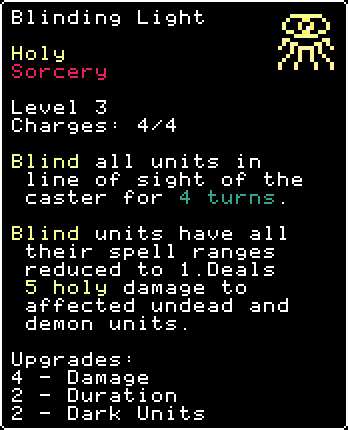 Blinding Light
Holy
Sorcery
Level 3
Charges: 4/4
Blind all units in
line of sight of the
caster for 4 turns.
Blind units have all
their spell ranges
reduced to 1.Deals
5 holy damage to
affected undead and
demon units.
Upgrades:
4 - Damage
2 - Duration
2 - Dark Units